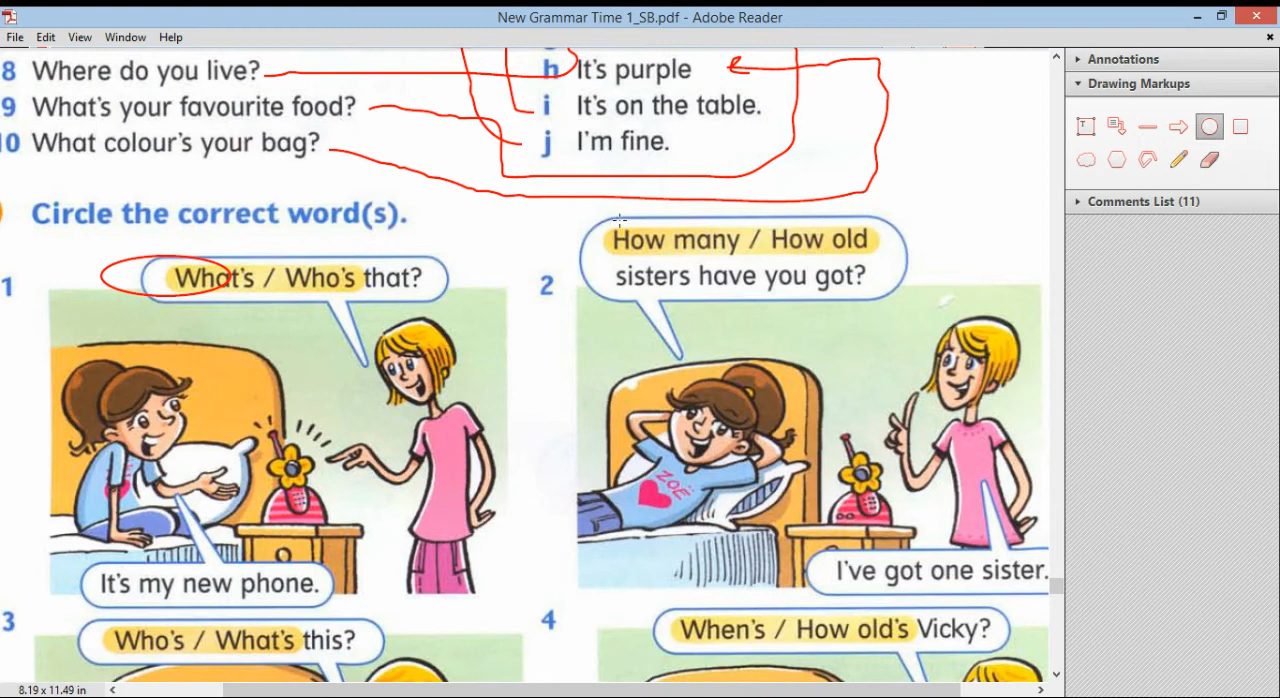 New Grammar Time 1_SB.pdf - Adobe Reader
File Edit View Window Help
8 Where do you live?
h It's purple
9 What's your favourite food?
i It's on the table.
10 What colour's your bag?
j I'm fine.
Circle the correct word(s).
1
What's / Who's that?
It's my new phone.
2
How many / How old
sisters have you got?
ZOË
I've got one sister.
3
Who's / What's this?
4
When's / How old's Vicky?
Annotations
Drawing Markups
T
Comments List (11)
8.19 x 11.49 in